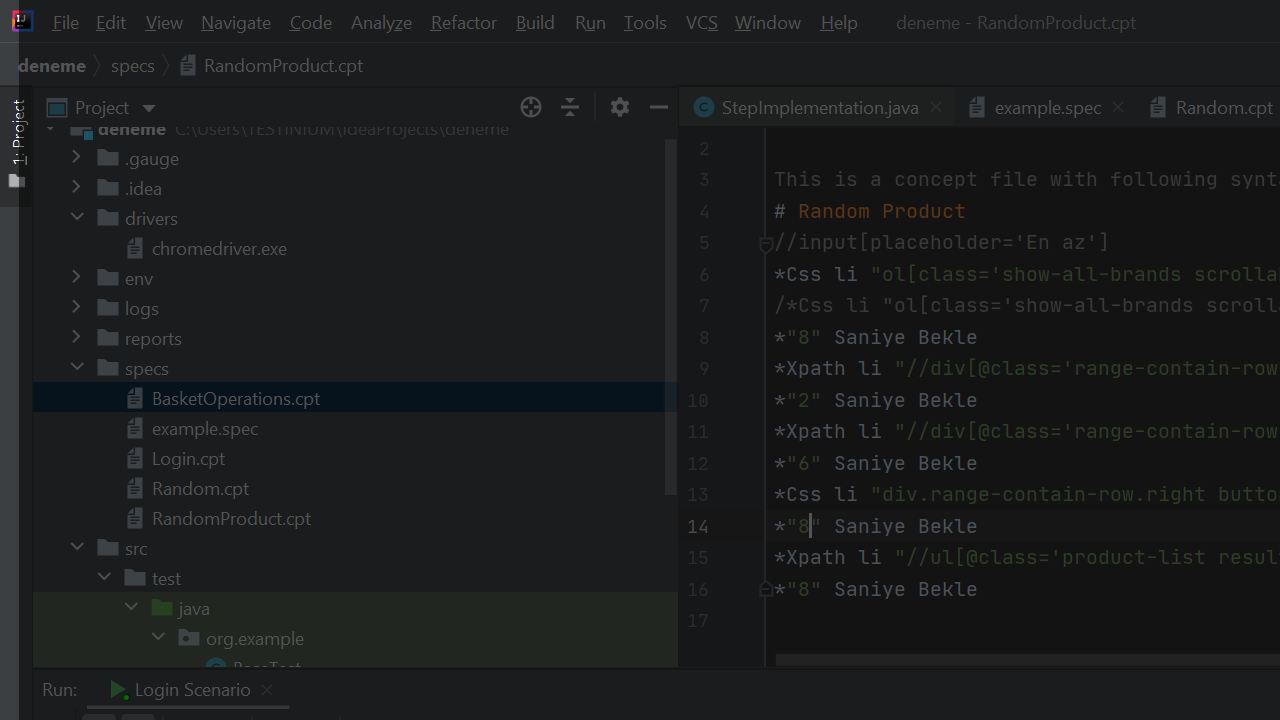 File Edit View Navigate Code Analyze Refactor Build Run Tools VCS Window Help deneme - RandomProduct.cpt
deneme specs RandomProduct.cpt
1: Project
Project
deneme C:\Users\TESTINIUM\IdeaProjects\deneme
.gauge
.idea
drivers
chromedriver.exe
env
logs
reports
specs
BasketOperations.cpt
example.spec
Login.cpt
Random.cpt
RandomProduct.cpt
src
test
java
org.example
BaseTest
StepImplementation.java example.spec Random.cpt
2
3 This is a concept file with following synt
4 # Random Product
5 //input[placeholder='En az']
6 *Css li "ol[class='show-all-brands scrolla
7 /*Css li "ol[class='show-all-brands scroll
8 *"8" Saniye Bekle
9 *Xpath li "//div[@class='range-contain-row
10 *"2" Saniye Bekle
11 *Xpath li "//div[@class='range-contain-row
12 *"6" Saniye Bekle
13 *Css li "div.range-contain-row.right butto
14 *"8" Saniye Bekle
15 *Xpath li "//ul[@class='product-list resul
16 *"8" Saniye Bekle
17
Run: Login Scenario